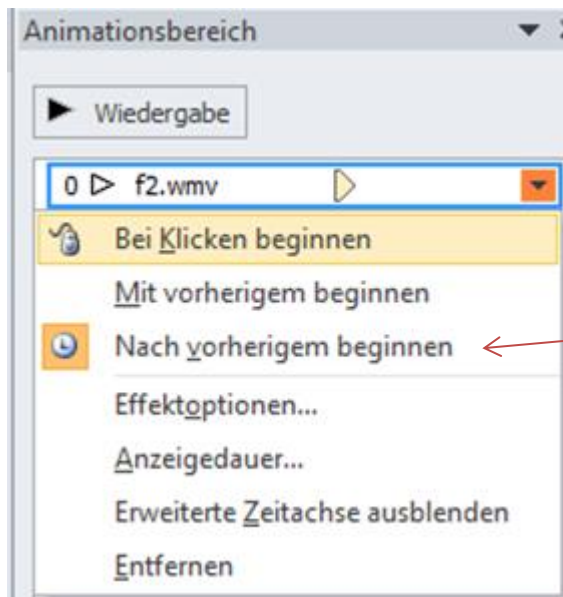 Animationsbereich
Wiedergabe
0 f2.wmv
Bei Klicken beginnen
Mit vorherigem beginnen
Nach vorherigem beginnen
Effektoptionen...
Anzeigedauer...
Erweiterte Zeitachse ausblenden
Entfernen